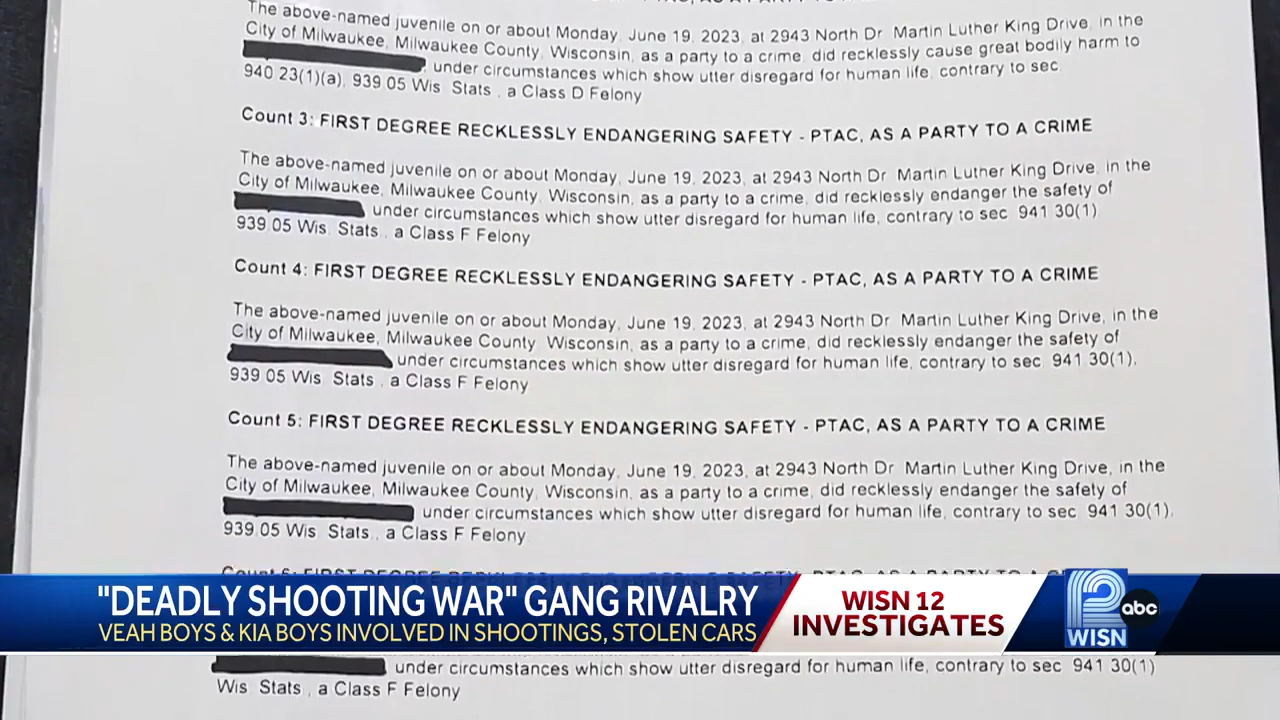 The above-named juvenile on or about Monday, June 19, 2023, at 2943 North Dr Martin Luther King Drive, in the
City of Milwaukee, Milwaukee County, Wisconsin, as a party to a crime, did recklessly cause great bodily harm to
, under circumstances which show utter disregard for human life, contrary to sec.
940 23(1)(a), 939 05 Wis Stats , a Class D Felony
Count 3: FIRST DEGREE RECKLESSLY ENDANGERING SAFETY - PTAC, AS A PARTY TO A CRIME
The above-named juvenile on or about Monday, June 19, 2023, at 2943 North Dr Martin Luther King Drive, in the
City of Milwaukee, Milwaukee County, Wisconsin, as a party to a crime, did recklessly endanger the safety of
under circumstances which show utter disregard for human life, contrary to sec 941 30(1)
939.05 Wis. Stats , a Class F Felony
Count 4: FIRST DEGREE RECKLESSLY ENDANGERING SAFETY - PTAC, AS A PARTY TO A CRIME
The above-named juvenile on or about Monday, June 19, 2023, at 2943 North Dr Martin Luther King Drive, in the
City of Milwaukee, Milwaukee County Wisconsin, as a party to a crime, did recklessly endanger the safety of
under circumstances which show utter disregard for human life, contrary to sec 941 30(1),
939 05 Wis Stats , a Class F Felony
Count 5: FIRST DEGREE RECKLESSLY ENDANGERING SAFETY - PTAC, AS A PARTY TO A CRIME
The above-named juvenile on or about Monday, June 19, 2023, at 2943 North Dr Martin Luther King Drive, in the
City of Milwaukee, Milwaukee County, Wisconsin, as a party to a crime, did recklessly endanger the safety of
under circumstances which show utter disregard for human life, contrary to sec 941 30(1),
939.05 Wis Stats , a Class F Felony
"DEADLY SHOOTING WAR" GANG RIVALRY
VEAH BOYS & KIA BOYS INVOLVED IN SHOOTINGS, STOLEN CARS
WISN 12
INVESTIGATES
12
abc
WISN
under circumstances which show utter disregard for human life, contrary to sec 941 30(1)
Wis Stats , a Class F Felony